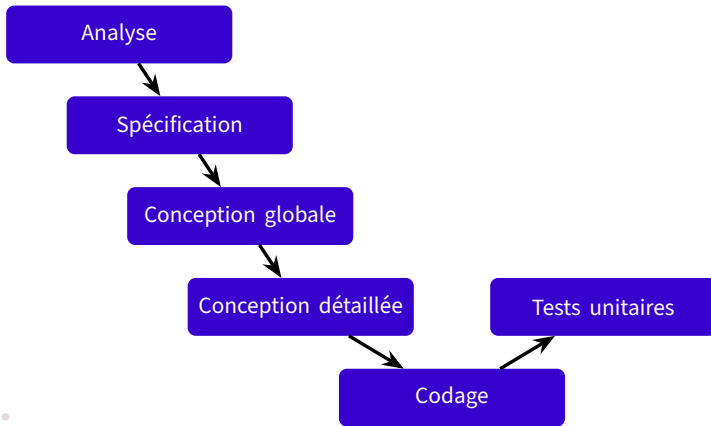 Analyse
Spécification
Conception globale
Conception détaillée
Tests unitaires
Codage